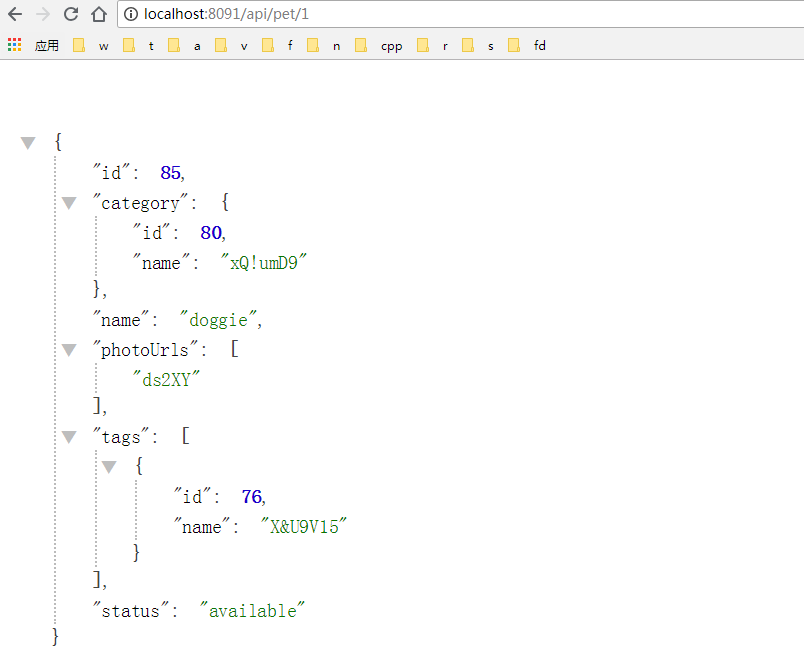 localhost:8091/api/pet/1
应用 w t a v f n cpp r s fd
{
"id": 85,
"category": {
"id": 80,
"name": "xQ!umD9"
},
"name": "doggie",
"photoUrls": [
"ds2XY"
],
"tags": [
{
"id": 76,
"name": "X&U9V15"
}
],
"status": "available"
}